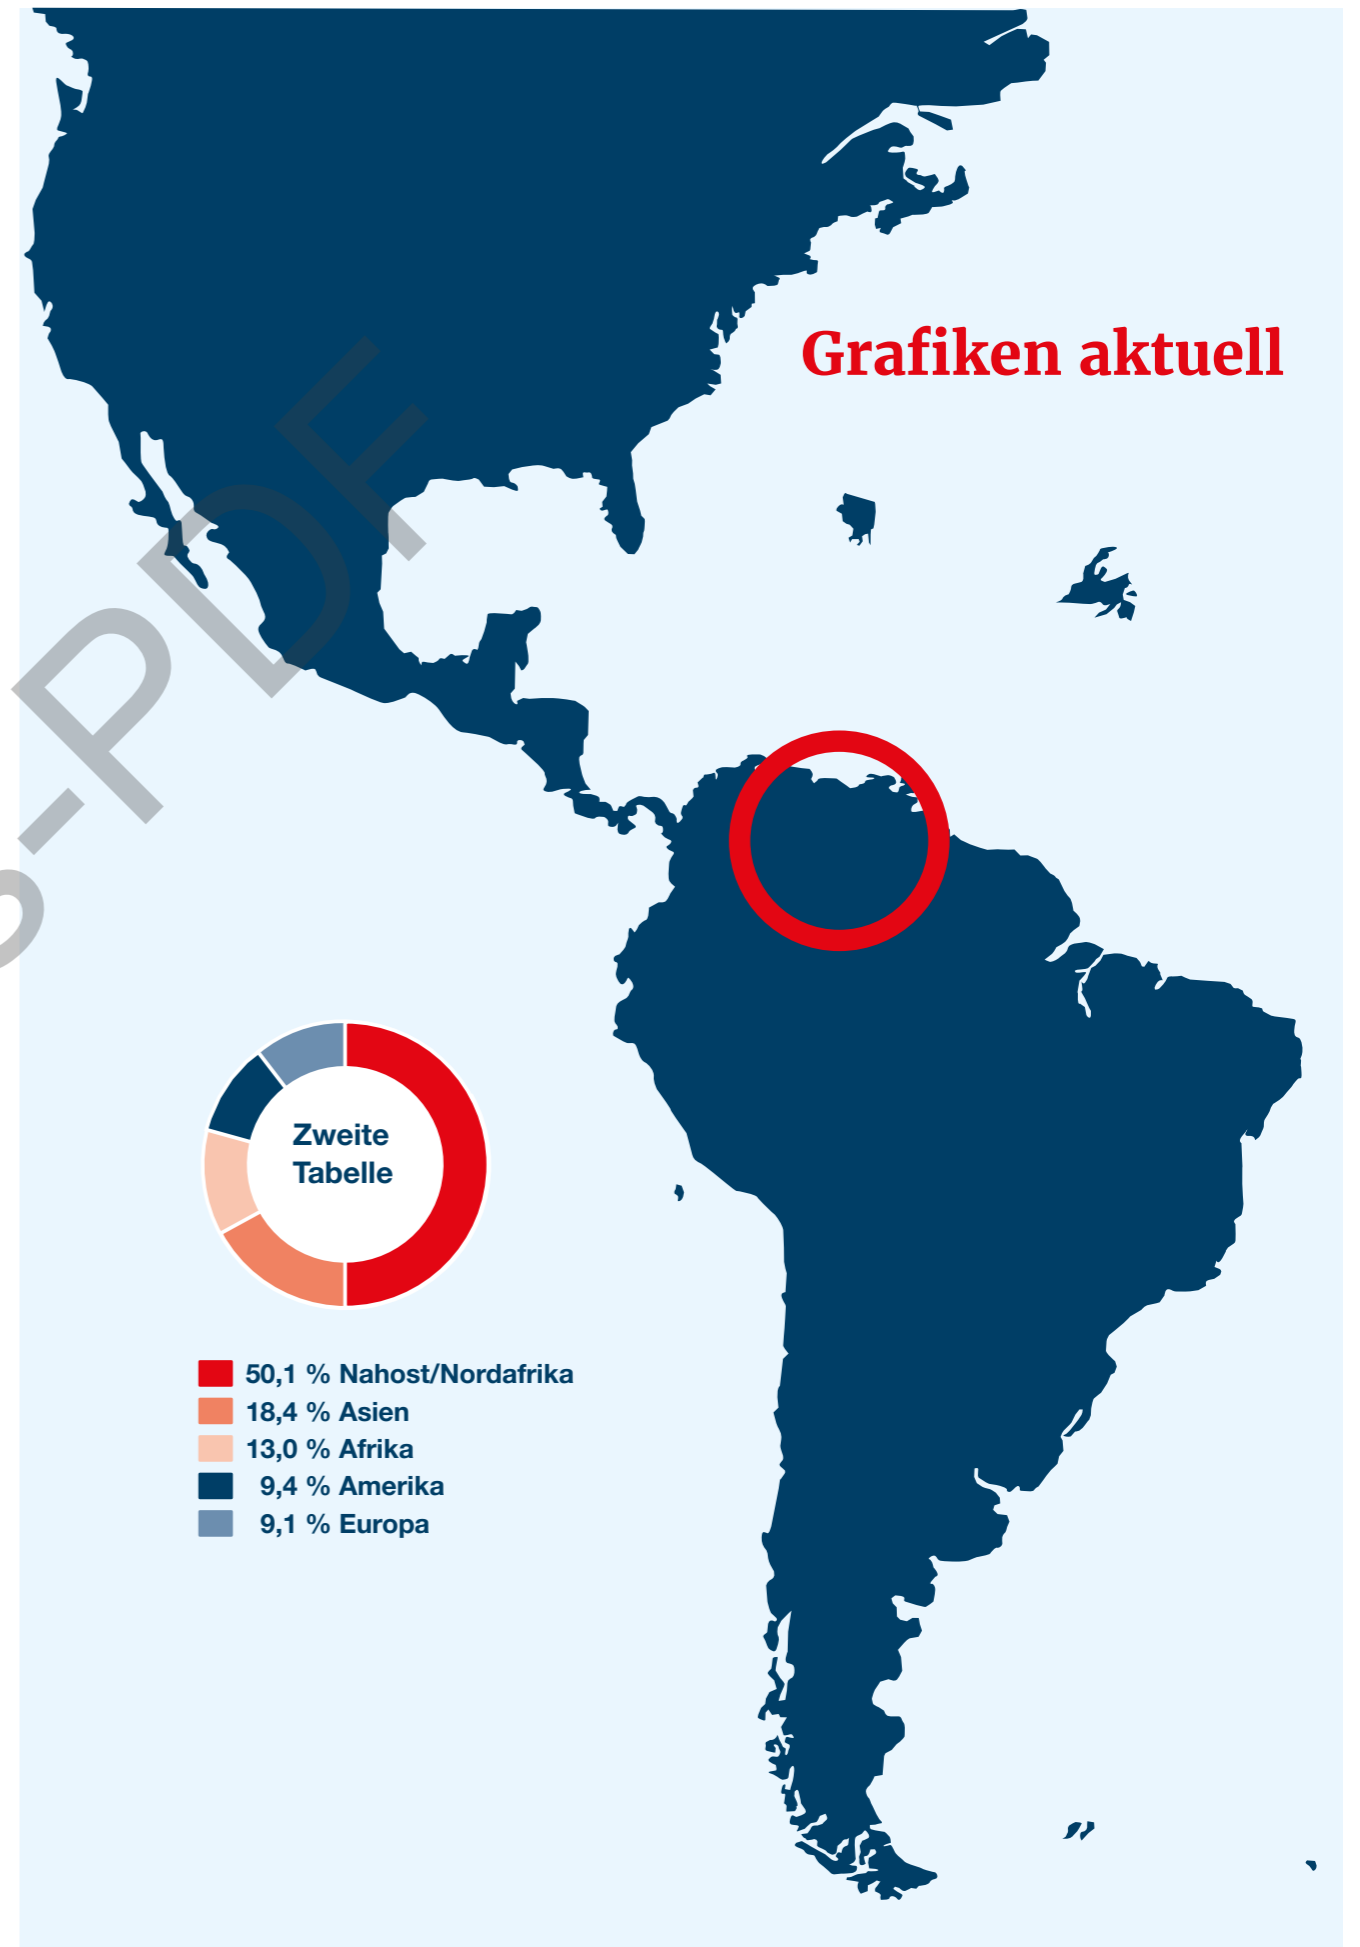 Grafiken aktuell
Zweite
Tabelle
50,1 % Nahost/Nordafrika
18,4 % Asien
13,0 % Afrika
9,4 % Amerika
9,1 % Europa
-PDF